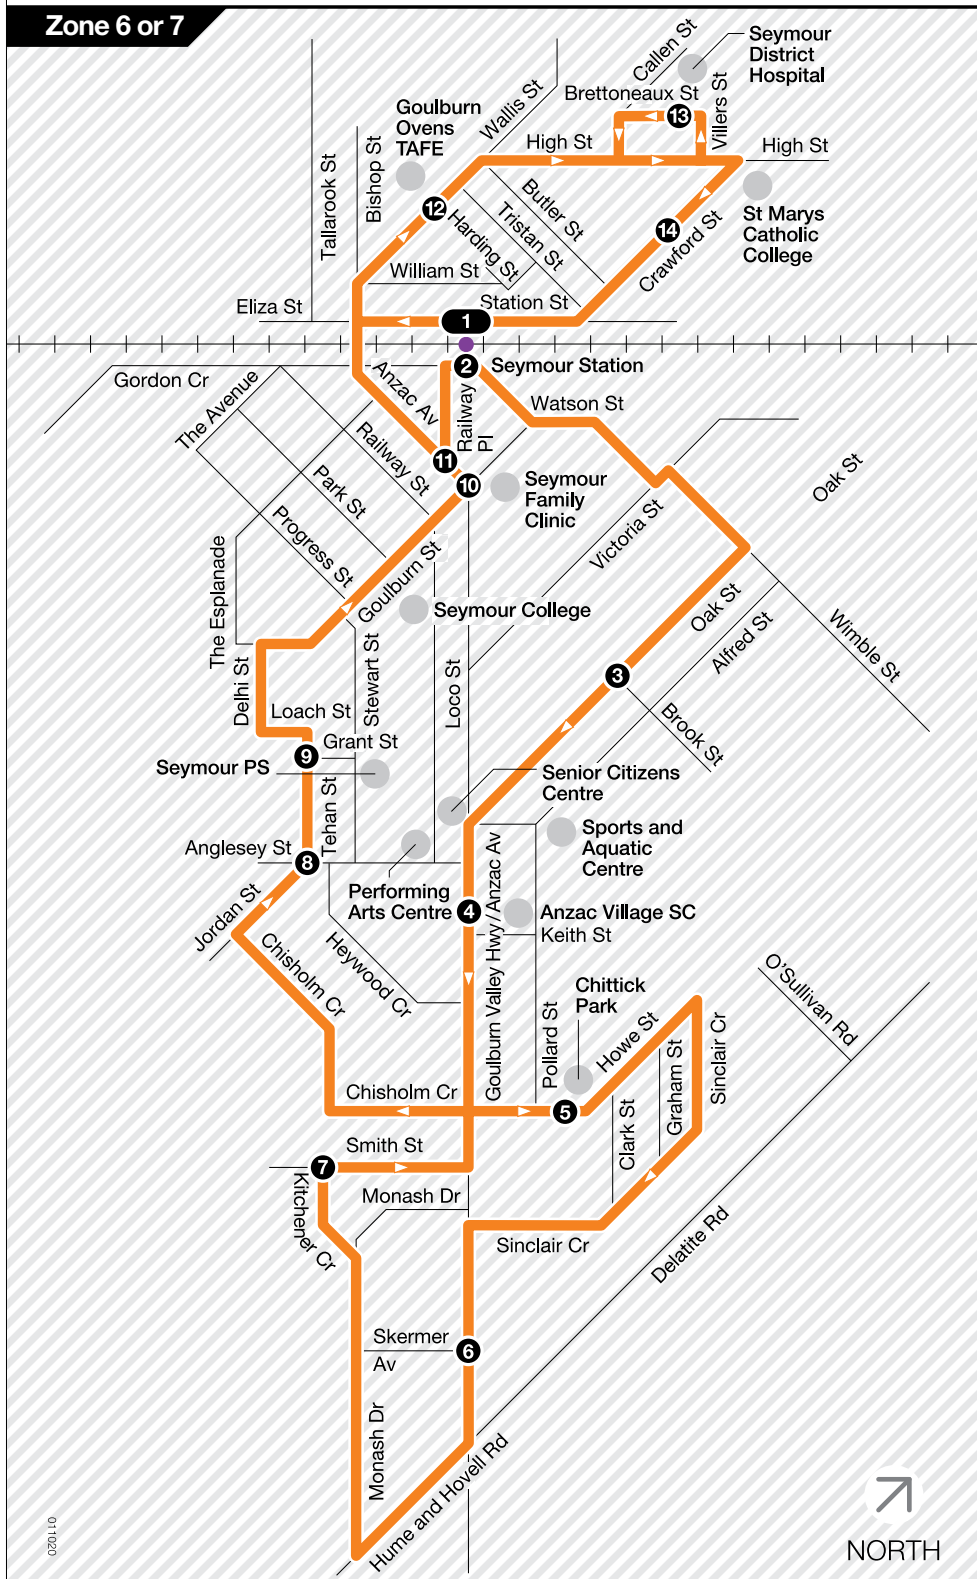 Zone 6 or 7
Seymour
District
Hospital
Callen St
Brettoneaux St
13
Villers St
Wallis St
Goulburn
Ovens
TAFE
High St
High St
Tallarook St
Bishop St
12
Butler St
Tristan St
Harding St
14
Crawford St
St Marys
Catholic
College
William St
Eliza St
Station St
1
2
Seymour Station
Gordon Cr
Anzac Av
Railway
Pl
Watson St
The Avenue
Railway St
11
10
Seymour
Family
Clinic
Oak St
Park St
Progress St
Victoria St
Goulburn St
The Esplanade
Seymour College
Oak St
Alfred St
Wimble St
Delhi St
Stewart St
Loco St
3
Brook St
Loach St
Grant St
9
Seymour PS
Tehan St
Senior Citizens
Centre
Sports and
Aquatic
Centre
Anglesey St
8
Performing
Arts Centre
4
Goulburn Valley Hwy/Anzac Av
Anzac Village SC
Keith St
Jordan St
Chisholm Cr
Heywood Cr
O'Sullivan Rd
Chittick
Park
Pollard St
Howe St
Sinclair Cr
Chisholm Cr
5
Clark St
Graham St
Smith St
7
Kitchener Cr
Monash Dr
Sinclair Cr
Delatite Rd
Skermer
Av
6
Monash Dr
Hume and Hovell Rd
NORTH
011020